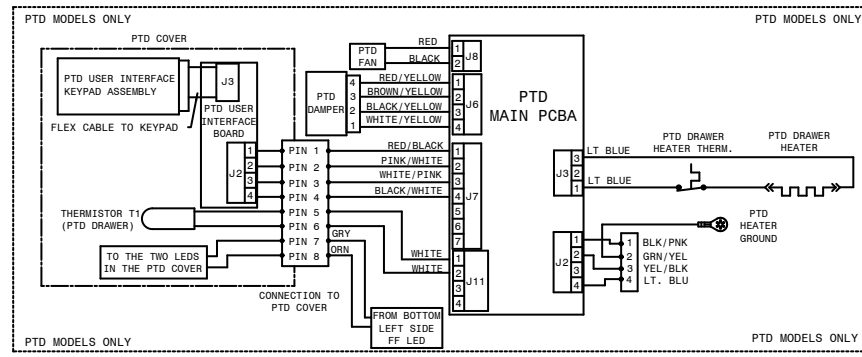 PTD MODELS ONLY
PTD MODELS ONLY
PTD COVER
PTD USER INTERFACE
KEYPAD ASSEMBLY
J3
PTD USER
INTERFACE
BOARD
FLEX CABLE TO KEYPAD
J2
1
2
3
4
PIN 1
PIN 2
PIN 3
PIN 4
PIN 5
PIN 6
PIN 7
PIN 8
THERMISTOR T1
(PTD DRAWER)
TO THE TWO LEDS
IN THE PTD COVER
CONNECTION TO
PTD COVER
PTD
FAN
RED
BLACK
1
2
J8
PTD
DAMPER
4
3
2
1
RED/YELLOW
BROWN/YELLOW
BLACK/YELLOW
WHITE/YELLOW
1
2
3
4
J6
PTD
MAIN PCBA
RED/BLACK
PINK/WHITE
WHITE/PINK
BLACK/WHITE
1
2
3
4
5
6
7
J7
GRY
ORN
WHITE
WHITE
1
2
3
4
J11
FROM BOTTOM
LEFT SIDE
FF LED
J3
3
2
1
LT BLUE
LT BLUE
PTD DRAWER
HEATER THERM.
PTD DRAWER
HEATER
PTD
HEATER
GROUND
J2
1
2
3
4
1
2
3
4
BLK/PNK
GRN/YEL
YEL/BLK
LT. BLU
PTD MODELS ONLY
PTD MODELS ONLY